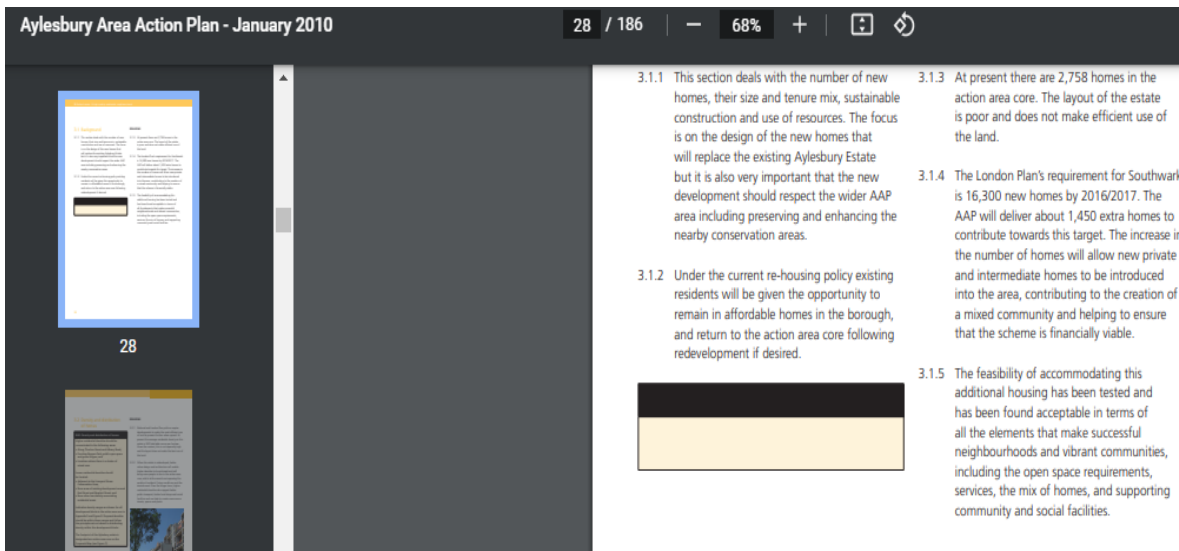 Aylesbury Area Action Plan - January 2010
28 / 186
68%
28
3.1.1 This section deals with the number of new
homes, their size and tenure mix, sustainable
construction and use of resources. The focus
is on the design of the new homes that
will replace the existing Aylesbury Estate
but it is also very important that the new
development should respect the wider AAP
area including preserving and enhancing the
nearby conservation areas.
3.1.2 Under the current re-housing policy existing
residents will be given the opportunity to
remain in affordable homes in the borough,
and return to the action area core following
redevelopment if desired.
3.1.3 At present there are 2,758 homes in the
action area core. The layout of the estate
is poor and does not make efficient use of
the land.
3.1.4 The London Plan's requirement for Southwark
is 16,300 new homes by 2016/2017. The
AAP will deliver about 1,450 extra homes to
contribute towards this target. The increase in
the number of homes will allow new private
and intermediate homes to be introduced
into the area, contributing to the creation of
a mixed community and helping to ensure
that the scheme is financially viable.
3.1.5 The feasibility of accommodating this
additional housing has been tested and
has been found acceptable in terms of
all the elements that make successful
neighbourhoods and vibrant communities,
including the open space requirements,
services, the mix of homes, and supporting
community and social facilities.